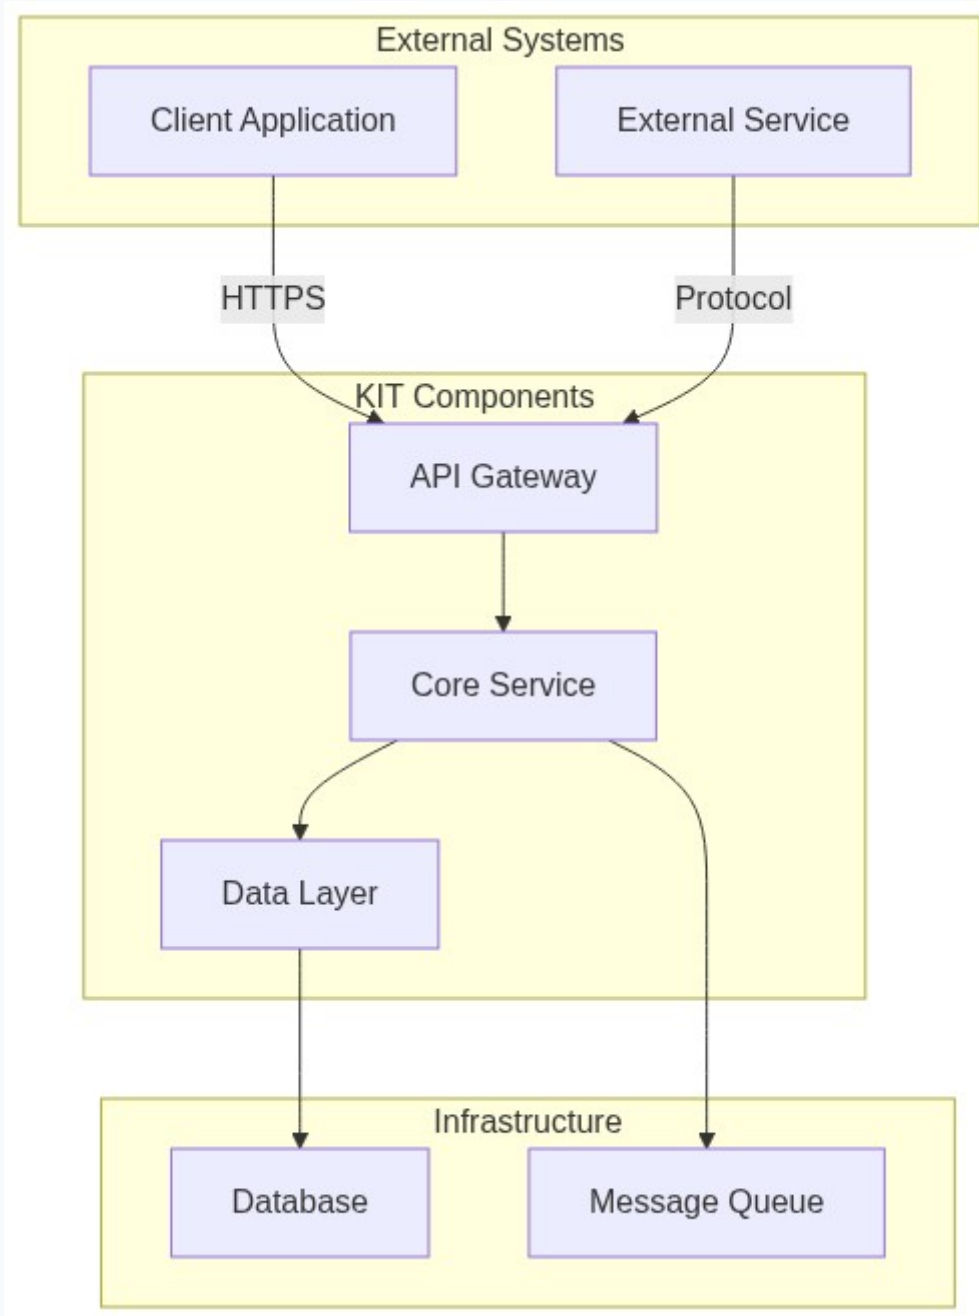 External Systems
Client Application
External Service
HTTPS
Protocol
KIT Components
API Gateway
Core Service
Data Layer
Infrastructure
Database
Message Queue